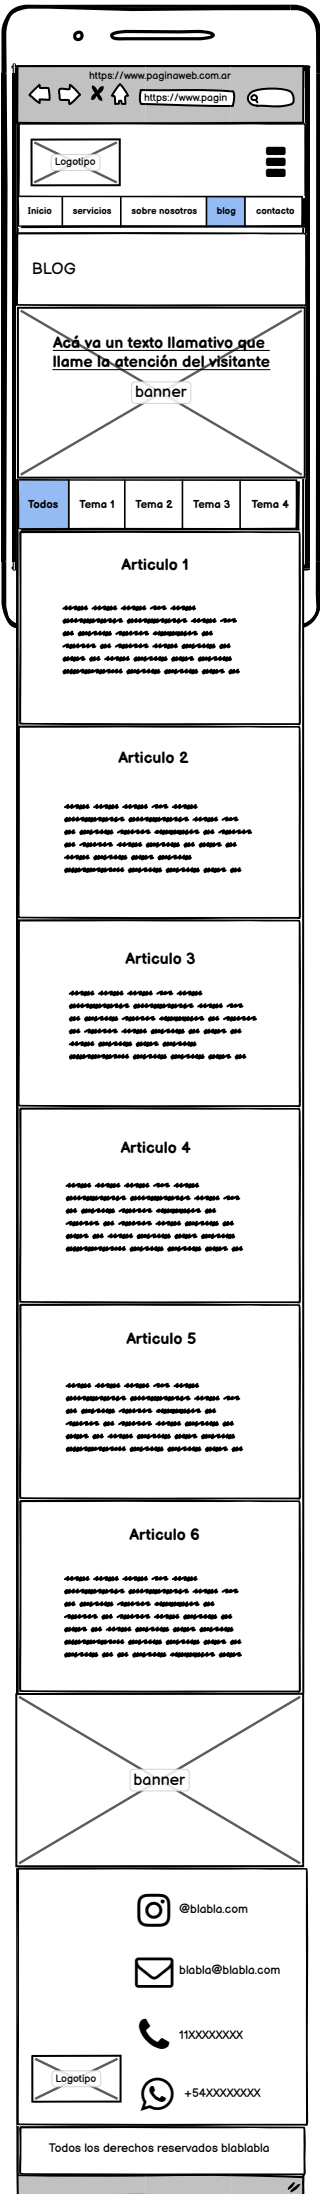 https://www.paginaweb.com.ar
https://www.pagin
Logotipo
Inicio servicios sobre nosotros blog contacto
BLOG
Acá va un texto llamativo que
llame la atención del visitante
banner
Todos Tema 1 Tema 2 Tema 3 Tema 4
Articulo 1
Articulo 2
Articulo 3
Articulo 4
Articulo 5
Articulo 6
banner
@blabla.com
blabla@blabla.com
11XXXXXXXX
Logotipo
+54XXXXXXXX
Todos los derechos reservados blablabla